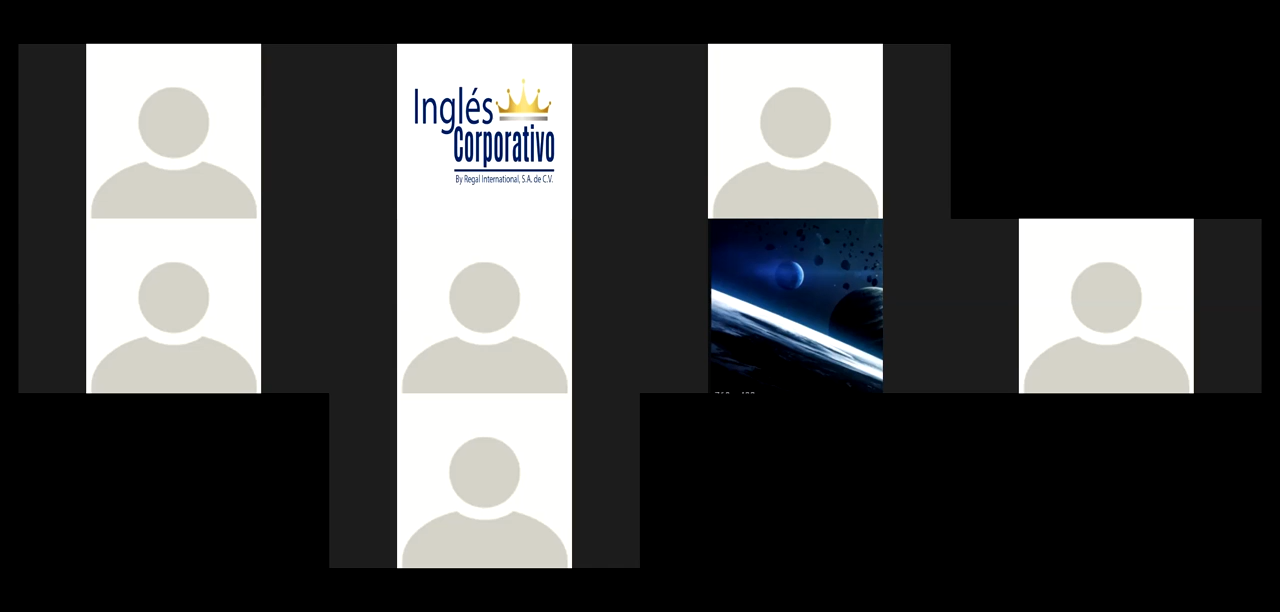 Inglés
Corporativo
By Regal International, S.A. de C.V.